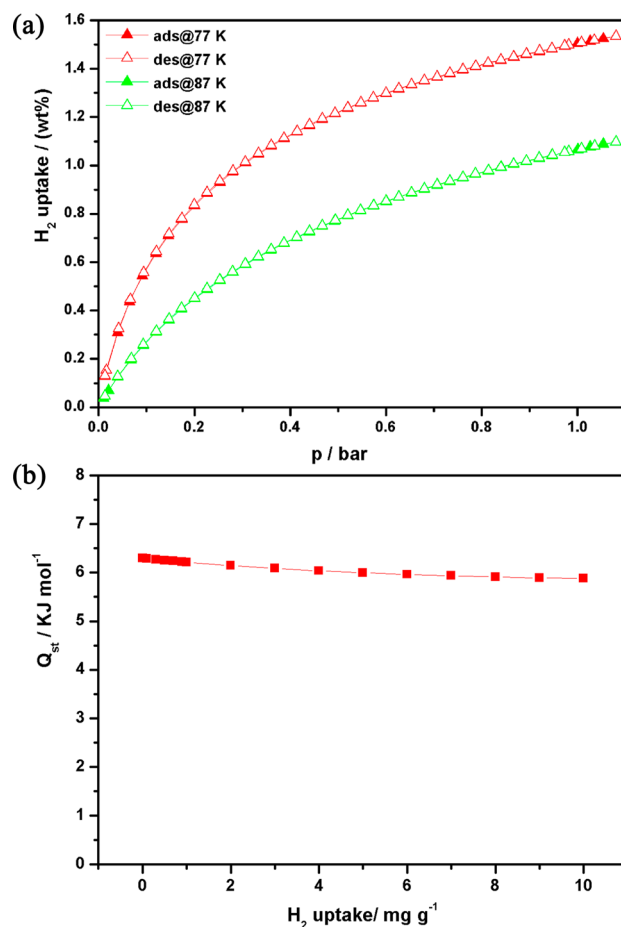 (a)
ads@77 K
des@77 K
ads@87 K
des@87 K
1.6
1.4
1.2
1.0
0.8
0.6
0.4
0.2
0.0
H₂ uptake / (wt%)
0.0 0.2 0.4 0.6 0.8 1.0
p / bar
(b)
8
7
6
5
4
3
2
1
0
Qst / KJ mol⁻¹
0 2 4 6 8 10
H₂ uptake/ mg g⁻¹